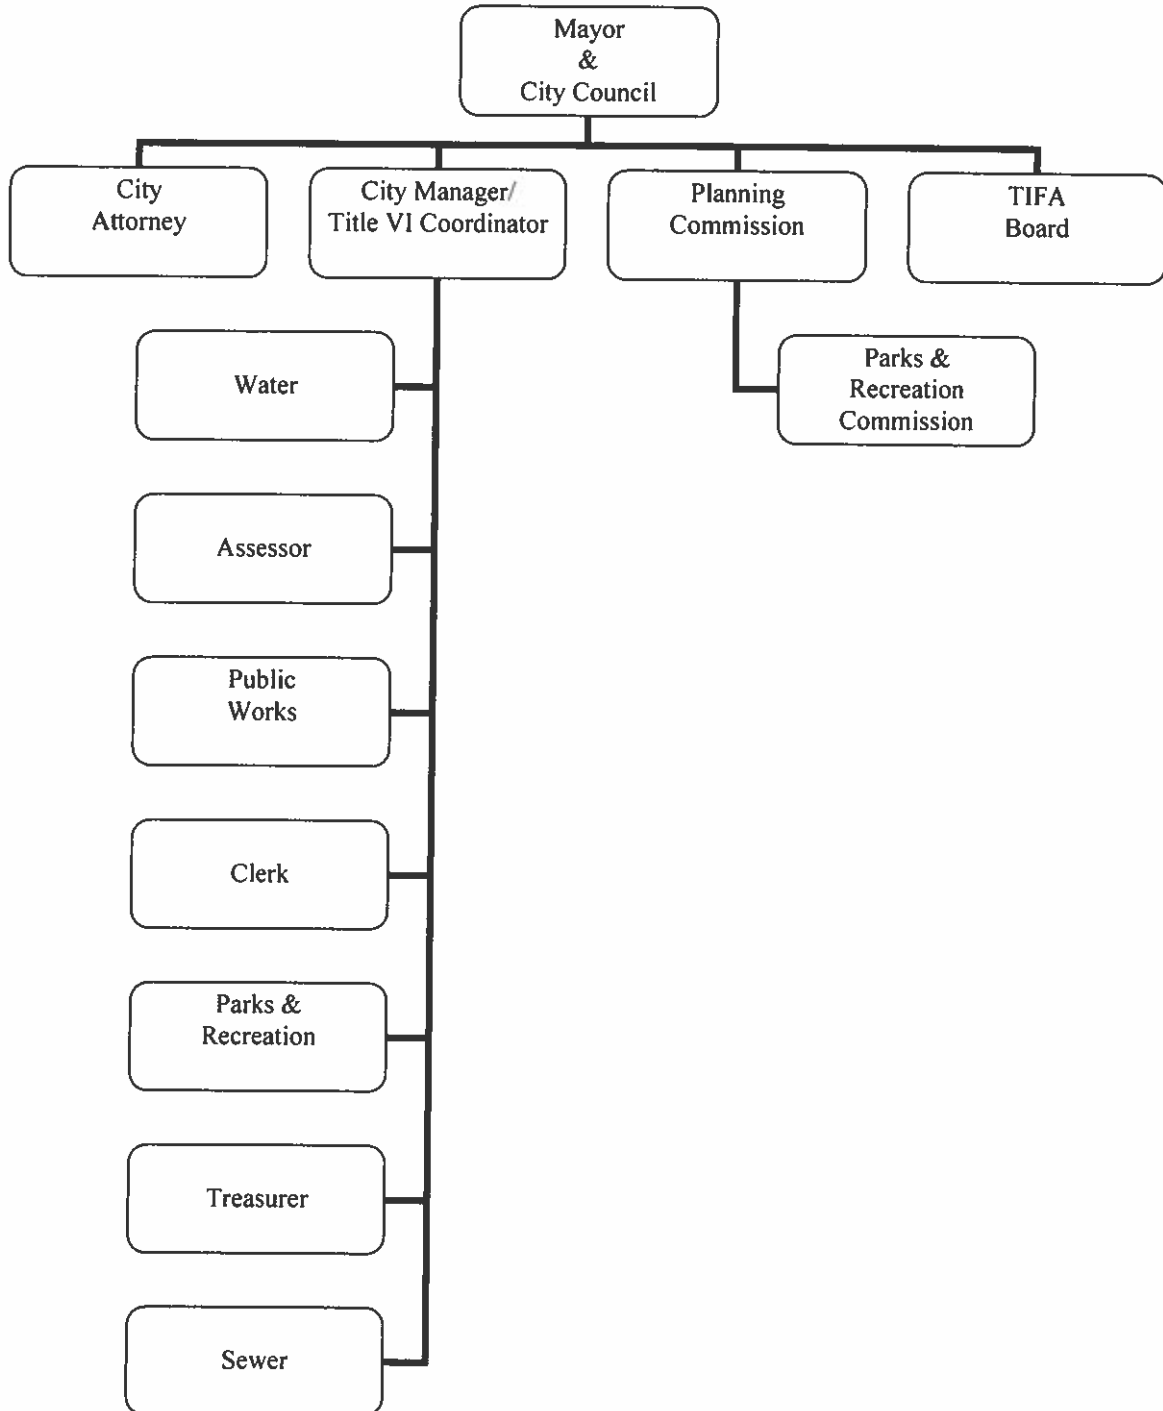 Mayor
&
City Council
City
Attorney
City Manager/
Title VI Coordinator
Planning
Commission
TIFA
Board
Water
Parks &
Recreation
Commission
Assessor
Public
Works
Clerk
Parks &
Recreation
Treasurer
Sewer